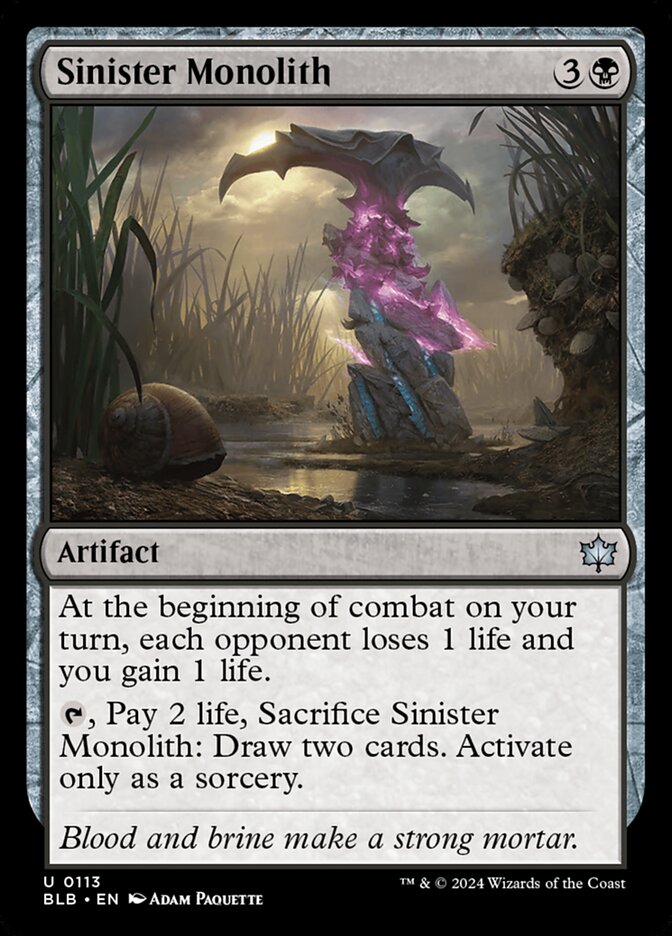 Sinister Monolith 3
Artifact
At the beginning of combat on your
turn, each opponent loses 1 life and
you gain 1 life.
, Pay 2 life, Sacrifice Sinister
Monolith: Draw two cards. Activate
only as a sorcery.
Blood and brine make a strong mortar.
U 0113
BLB • EN Adam Paquette
™ & © 2024 Wizards of the Coast